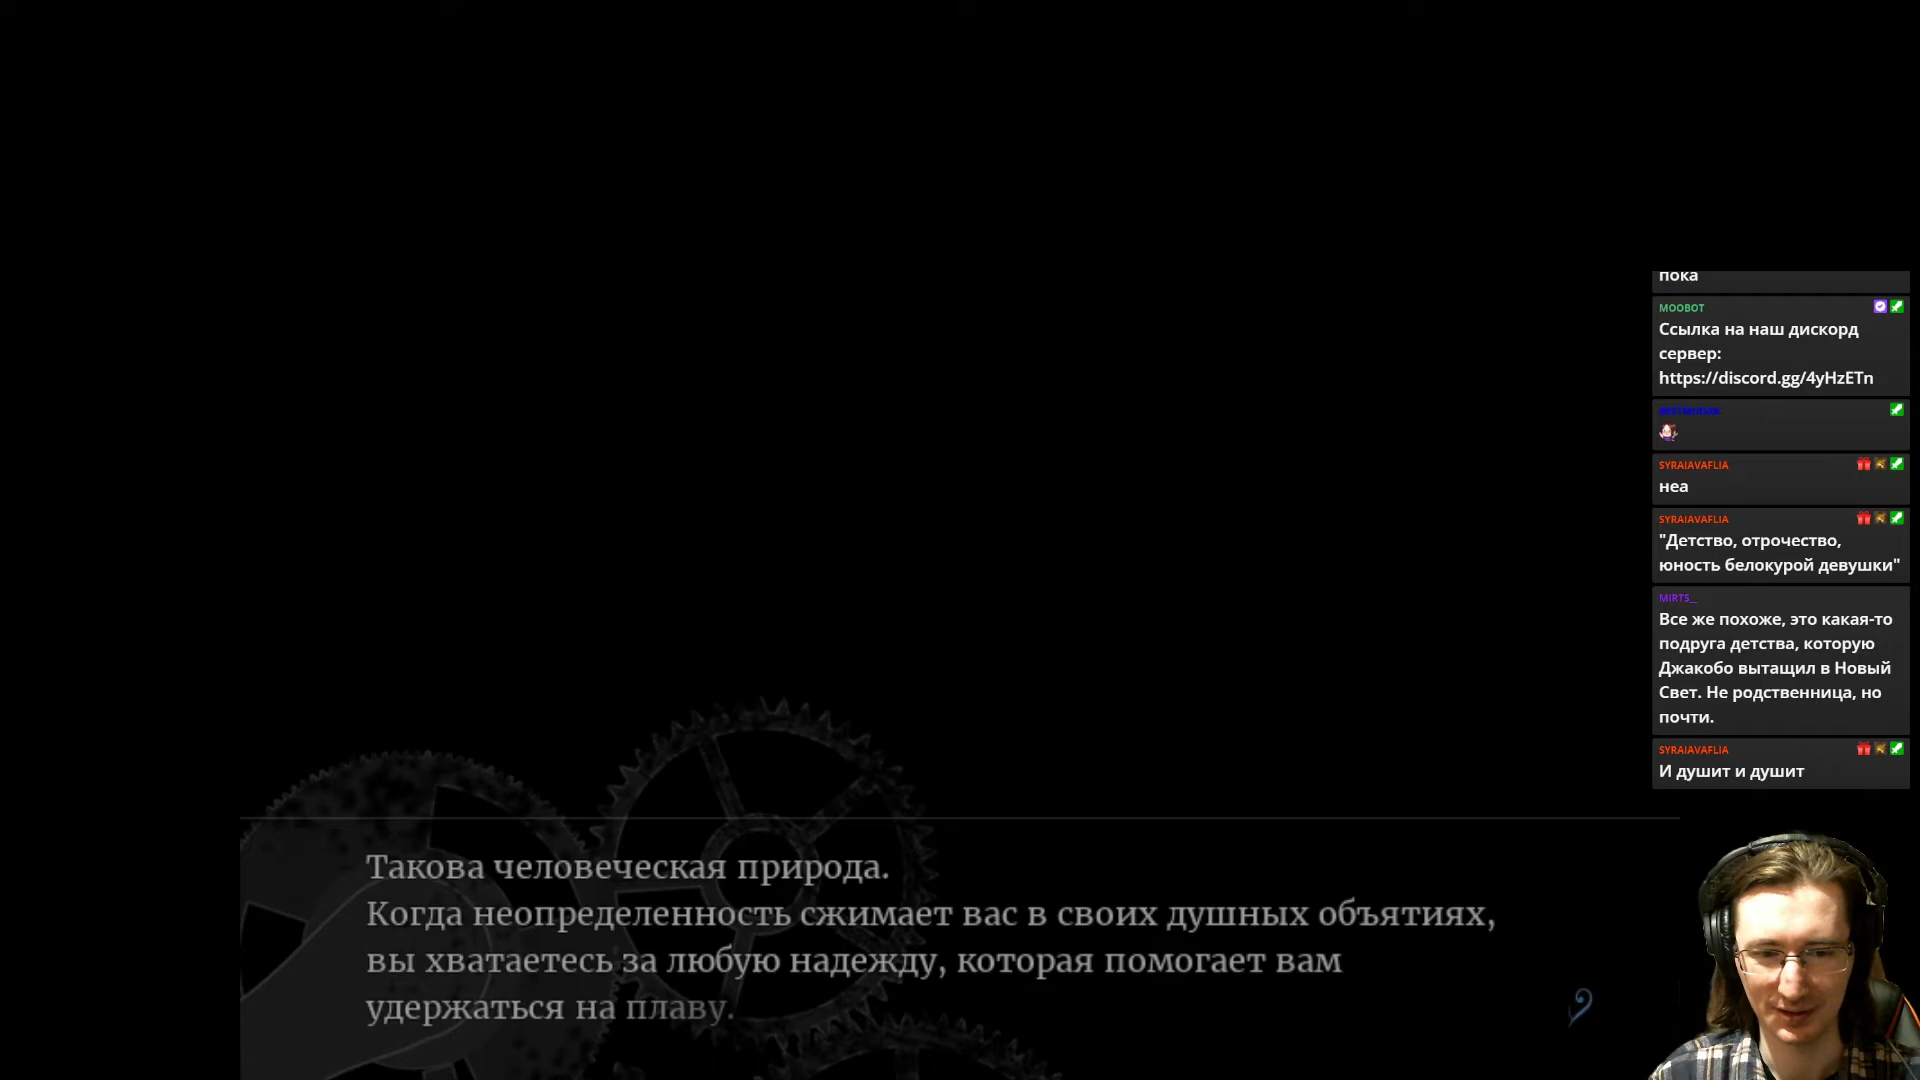 пока
MOOBOT
Ссылка на наш дискорд
сервер:
https://discord.gg/4yHzETn
SYRAIAVAFLIA
неа
SYRAIAVAFLIA
"Детство, отрочество,
юность белокурой девушки"
MIRTS__
Все же похоже, это какая-то
подруга детства, которую
Джакобо вытащил в Новый
Свет. Не родственница, но
почти.
SYRAIAVAFLIA
И душит и душит
Такова человеческая природа.
Когда неопределенность сжимает вас в своих душных объятиях,
вы хватаетесь за любую надежду, которая помогает вам
удержаться на плаву.